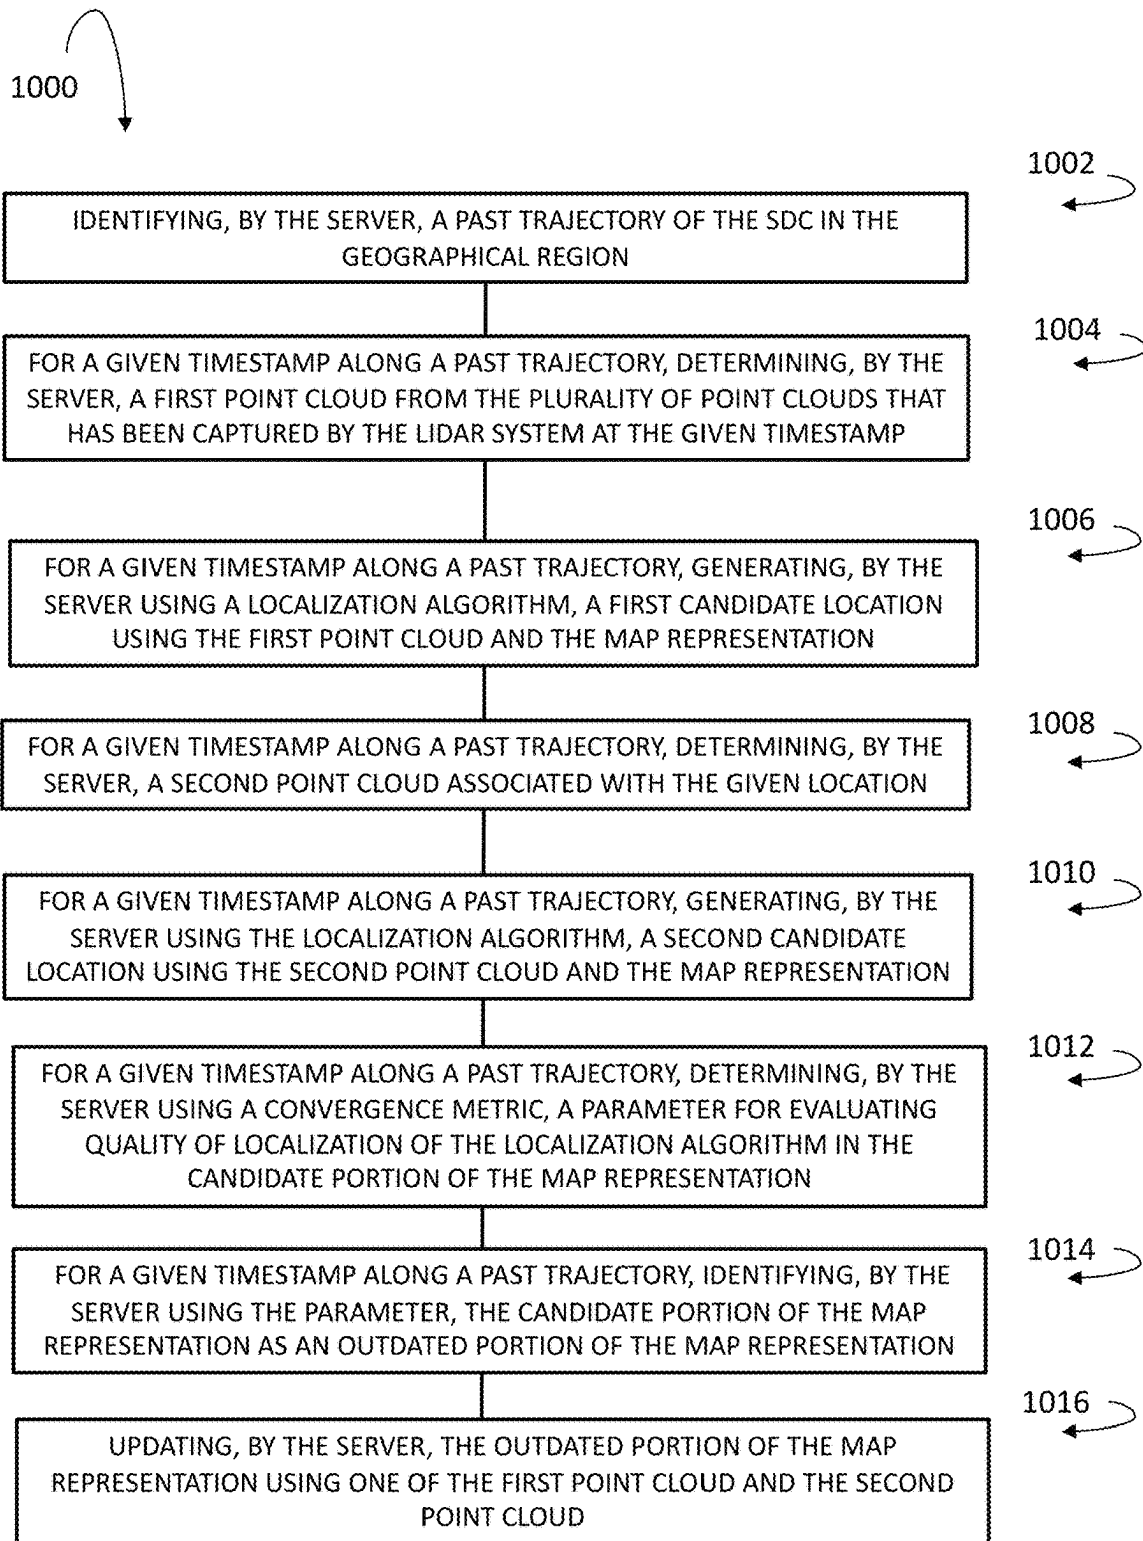 1000
1002
IDENTIFYING, BY THE SERVER, A PAST TRAJECTORY OF THE SDC IN THE
GEOGRAPHICAL REGION
1004
FOR A GIVEN TIMESTAMP ALONG A PAST TRAJECTORY, DETERMINING, BY THE
SERVER, A FIRST POINT CLOUD FROM THE PLURALITY OF POINT CLOUDS THAT
HAS BEEN CAPTURED BY THE LIDAR SYSTEM AT THE GIVEN TIMESTAMP
1006
FOR A GIVEN TIMESTAMP ALONG A PAST TRAJECTORY, GENERATING, BY THE
SERVER USING A LOCALIZATION ALGORITHM, A FIRST CANDIDATE LOCATION
USING THE FIRST POINT CLOUD AND THE MAP REPRESENTATION
1008
FOR A GIVEN TIMESTAMP ALONG A PAST TRAJECTORY, DETERMINING, BY THE
SERVER, A SECOND POINT CLOUD ASSOCIATED WITH THE GIVEN LOCATION
1010
FOR A GIVEN TIMESTAMP ALONG A PAST TRAJECTORY, GENERATING, BY THE
SERVER USING THE LOCALIZATION ALGORITHM, A SECOND CANDIDATE
LOCATION USING THE SECOND POINT CLOUD AND THE MAP REPRESENTATION
1012
FOR A GIVEN TIMESTAMP ALONG A PAST TRAJECTORY, DETERMINING, BY THE
SERVER USING A CONVERGENCE METRIC, A PARAMETER FOR EVALUATING
QUALITY OF LOCALIZATION OF THE LOCALIZATION ALGORITHM IN THE
CANDIDATE PORTION OF THE MAP REPRESENTATION
1014
FOR A GIVEN TIMESTAMP ALONG A PAST TRAJECTORY, IDENTIFYING, BY THE
SERVER USING THE PARAMETER, THE CANDIDATE PORTION OF THE MAP
REPRESENTATION AS AN OUTDATED PORTION OF THE MAP REPRESENTATION
1016
UPDATING, BY THE SERVER, THE OUTDATED PORTION OF THE MAP
REPRESENTATION USING ONE OF THE FIRST POINT CLOUD AND THE SECOND
POINT CLOUD